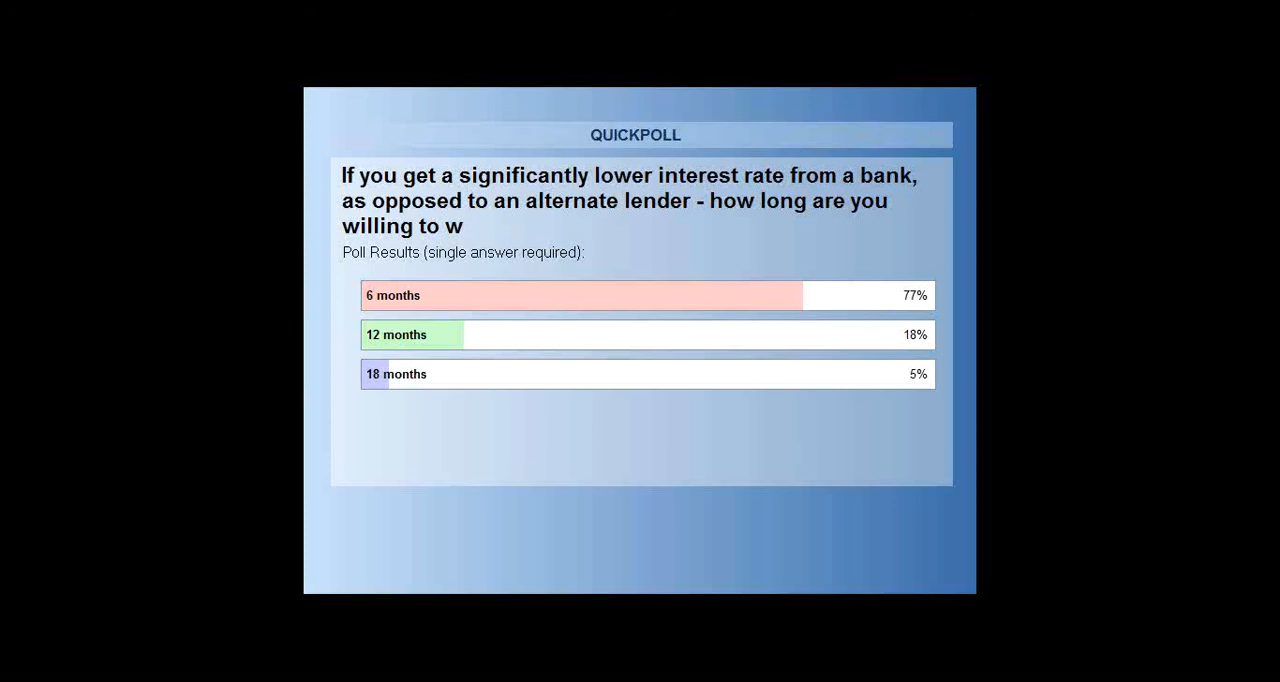 QUICKPOLL
If you get a significantly lower interest rate from a bank,
as opposed to an alternate lender - how long are you
willing to w
Poll Results (single answer required):
6 months 77%
12 months 18%
18 months 5%